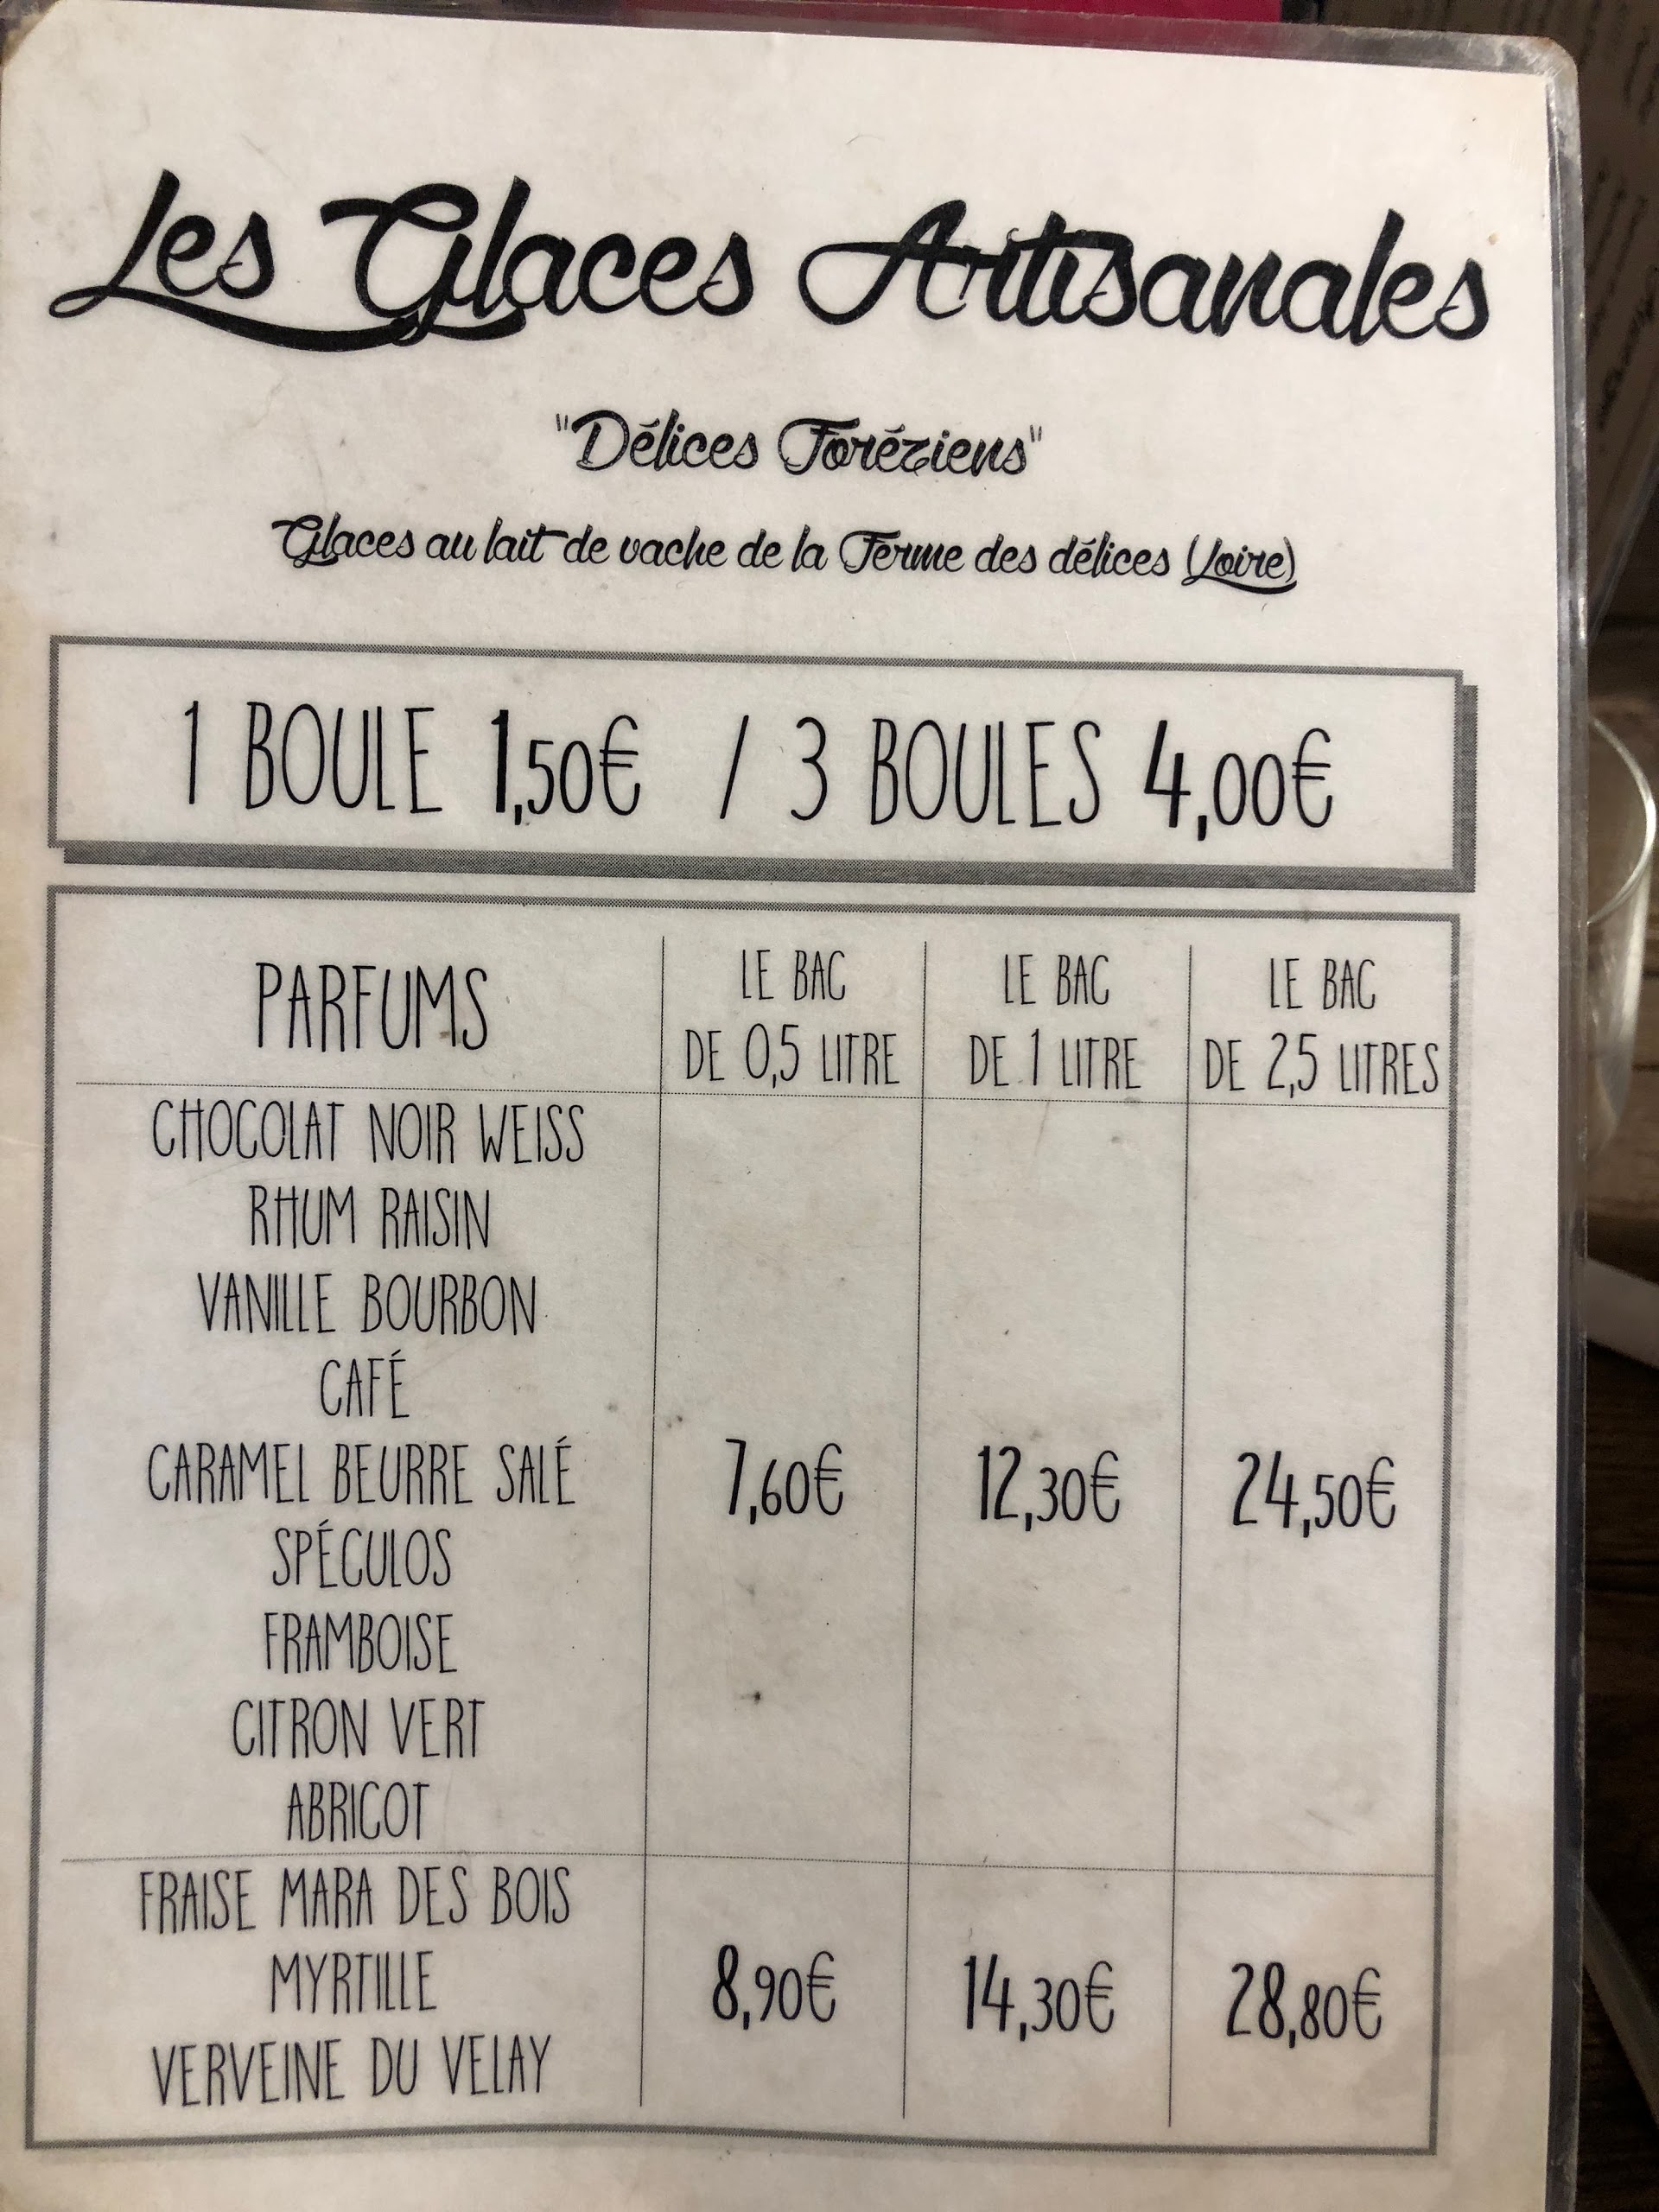 Les Glaces Artisanales
"Délices Foréziens"
Glaces au lait de vache de la Ferme des délices (Loire)
1 BOULE 1,50€ / 3 BOULES 4,00€
PARFUMS
LE BAC
DE 0,5 LITRE
LE BAC
DE 1 LITRE
LE BAC
DE 2,5 LITRES
CHOCOLAT NOIR WEISS
RHUM RAISIN
VANILLE BOURBON
CAFÉ
CARAMEL BEURRE SALÉ
SPÉCULOS
FRAMBOISE
CITRON VERT
ABRICOT
7,60€
12,30€
24,50€
FRAISE MARA DES BOIS
MYRTILLE
VERVEINE DU VELAY
8,90€
14,30€
28,80€